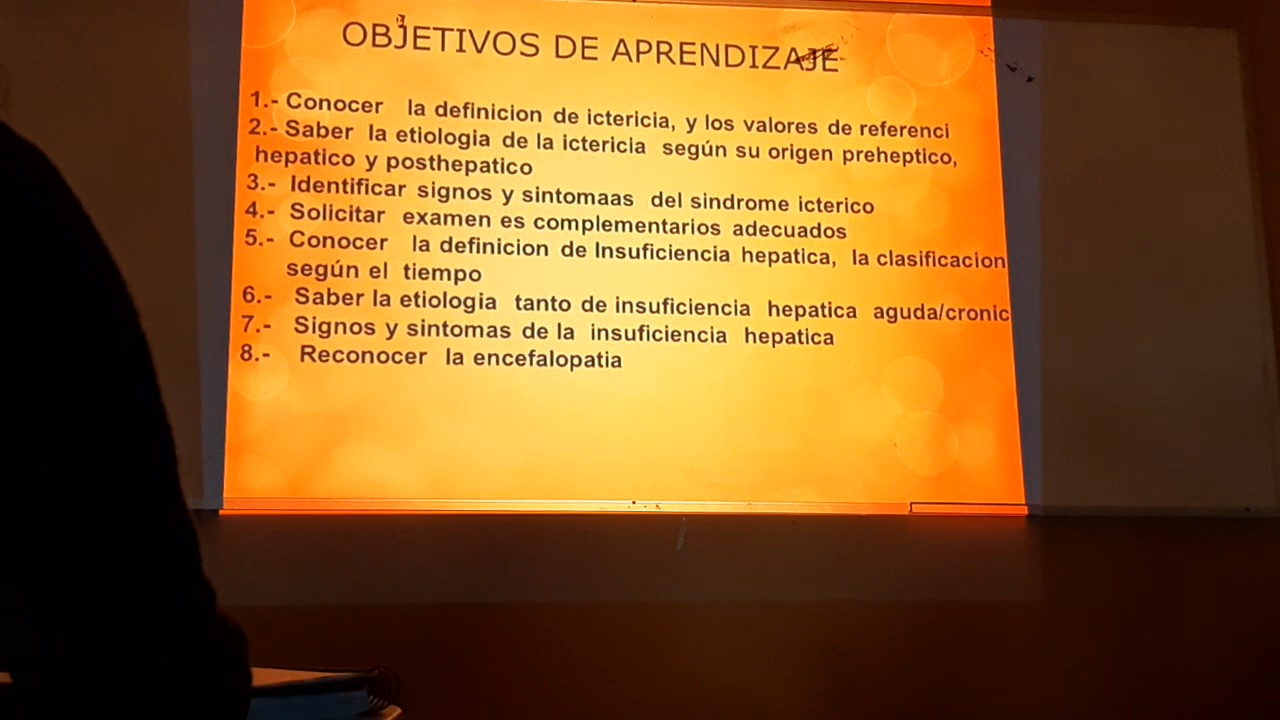 OBJETIVOS DE APRENDIZAJE
1.- Conocer la definicion de ictericia, y los valores de referenci
2.- Saber la etiologia de la ictericia según su origen preheptico,
hepatico y posthepatico
3.- Identificar signos y sintomaas del sindrome icterico
4.- Solicitar examen es complementarios adecuados
5.- Conocer la definicion de Insuficiencia hepatica, la clasificacion
según el tiempo
6.- Saber la etiologia tanto de insuficiencia hepatica aguda/cronic
7.- Signos y sintomas de la insuficiencia hepatica
8.- Reconocer la encefalopatia